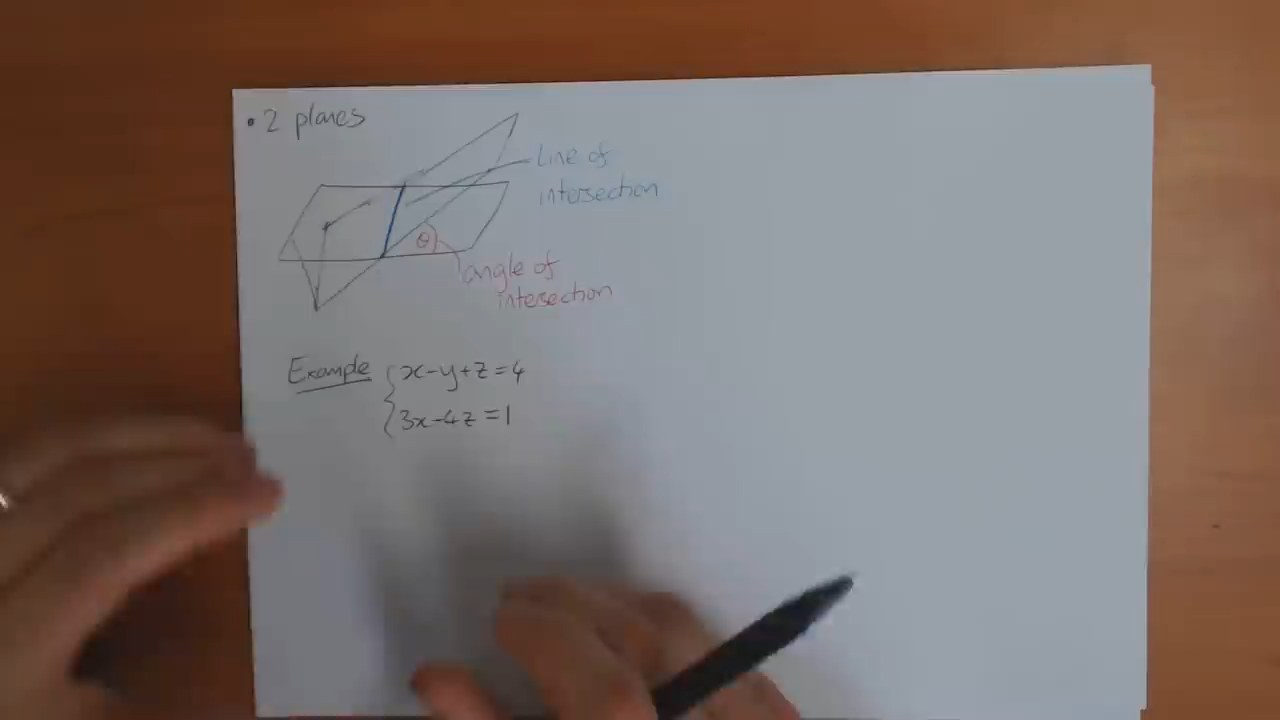 • 2 planes
Line of
intersection
θ
angle of
intersection
Example
x-y+z=4
3x-4z=1